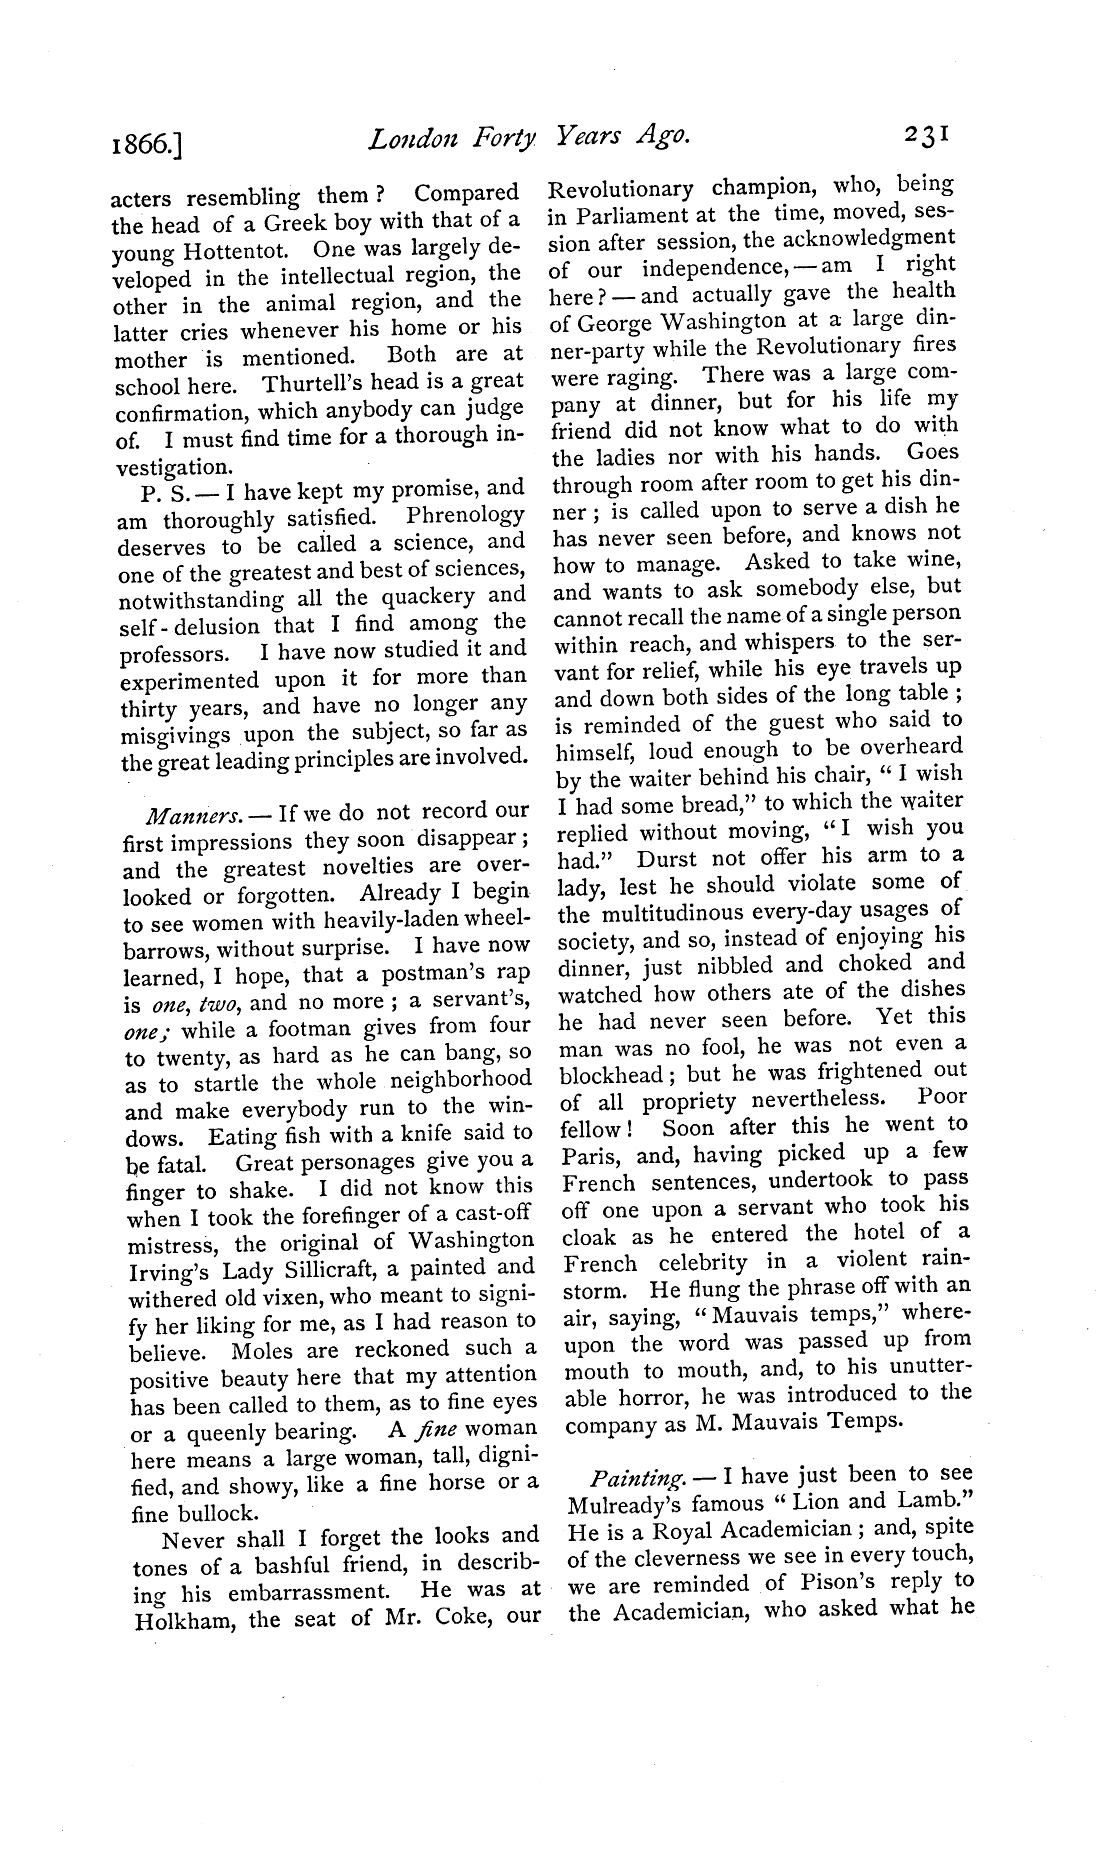 1866.] London Forty Years Ago. 231
acters resembling them? Compared
the head of a Greek boy with that of a
young Hottentot. One was largely de-
veloped in the intellectual region, the
other in the animal region, and the
latter cries whenever his home or his
mother is mentioned. Both are at
school here. Thurtell's head is a great
confirmation, which anybody can judge
of. I must find time for a thorough in-
vestigation.
P. S.— I have kept my promise, and
am thoroughly satisfied. Phrenology
deserves to be called a science, and
one of the greatest and best of sciences,
notwithstanding all the quackery and
self-delusion that I find among the
professors. I have now studied it and
experimented upon it for more than
thirty years, and have no longer any
misgivings upon the subject, so far as
the great leading principles are involved.
Manners. — If we do not record our
first impressions they soon disappear;
and the greatest novelties are over-
looked or forgotten. Already I begin
to see women with heavily-laden wheel-
barrows, without surprise. I have now
learned, I hope, that a postman's rap
is one, two, and no more; a servant's,
one; while a footman gives from four
to twenty, as hard as he can bang, so
as to startle the whole neighborhood
and make everybody run to the win-
dows. Eating fish with a knife said to
be fatal. Great personages give you a
finger to shake. I did not know this
when I took the forefinger of a cast-off
mistress, the original of Washington
Irving's Lady Sillicraft, a painted and
withered old vixen, who meant to signi-
fy her liking for me, as I had reason to
believe. Moles are reckoned such a
positive beauty here that my attention
has been called to them, as to fine eyes
or a queenly bearing. A fine woman
here means a large woman, tall, digni-
fied, and showy, like a fine horse or a
fine bullock.
Never shall I forget the looks and
tones of a bashful friend, in describ-
ing his embarrassment. He was at
Holkham, the seat of Mr. Coke, our
Revolutionary champion, who, being
in Parliament at the time, moved, ses-
sion after session, the acknowledgment
of our independence, — am I right
here? — and actually gave the health
of George Washington at a large din-
ner-party while the Revolutionary fires
were raging. There was a large com-
pany at dinner, but for his life my
friend did not know what to do with
the ladies nor with his hands. Goes
through room after room to get his din-
ner; is called upon to serve a dish he
has never seen before, and knows not
how to manage. Asked to take wine,
and wants to ask somebody else, but
cannot recall the name of a single person
within reach, and whispers to the ser-
vant for relief, while his eye travels up
and down both sides of the long table;
is reminded of the guest who said to
himself, loud enough to be overheard
by the waiter behind his chair, "I wish
I had some bread," to which the waiter
replied without moving, "I wish you
had." Durst not offer his arm to a
lady, lest he should violate some of
the multitudinous every-day usages of
society, and so, instead of enjoying his
dinner, just nibbled and choked and
watched how others ate of the dishes
he had never seen before. Yet this
man was no fool, he was not even a
blockhead; but he was frightened out
of all propriety nevertheless. Poor
fellow! Soon after this he went to
Paris, and, having picked up a few
French sentences, undertook to pass
off one upon a servant who took his
cloak as he entered the hotel of a
French celebrity in a violent rain-
storm. He flung the phrase off with an
air, saying, "Mauvais temps," where-
upon the word was passed up from
mouth to mouth, and, to his unutter-
able horror, he was introduced to the
company as M. Mauvais Temps.
Painting. — I have just been to see
Mulready's famous "Lion and Lamb."
He is a Royal Academician; and, spite
of the cleverness we see in every touch,
we are reminded of Pison's reply to
the Academician, who asked what he